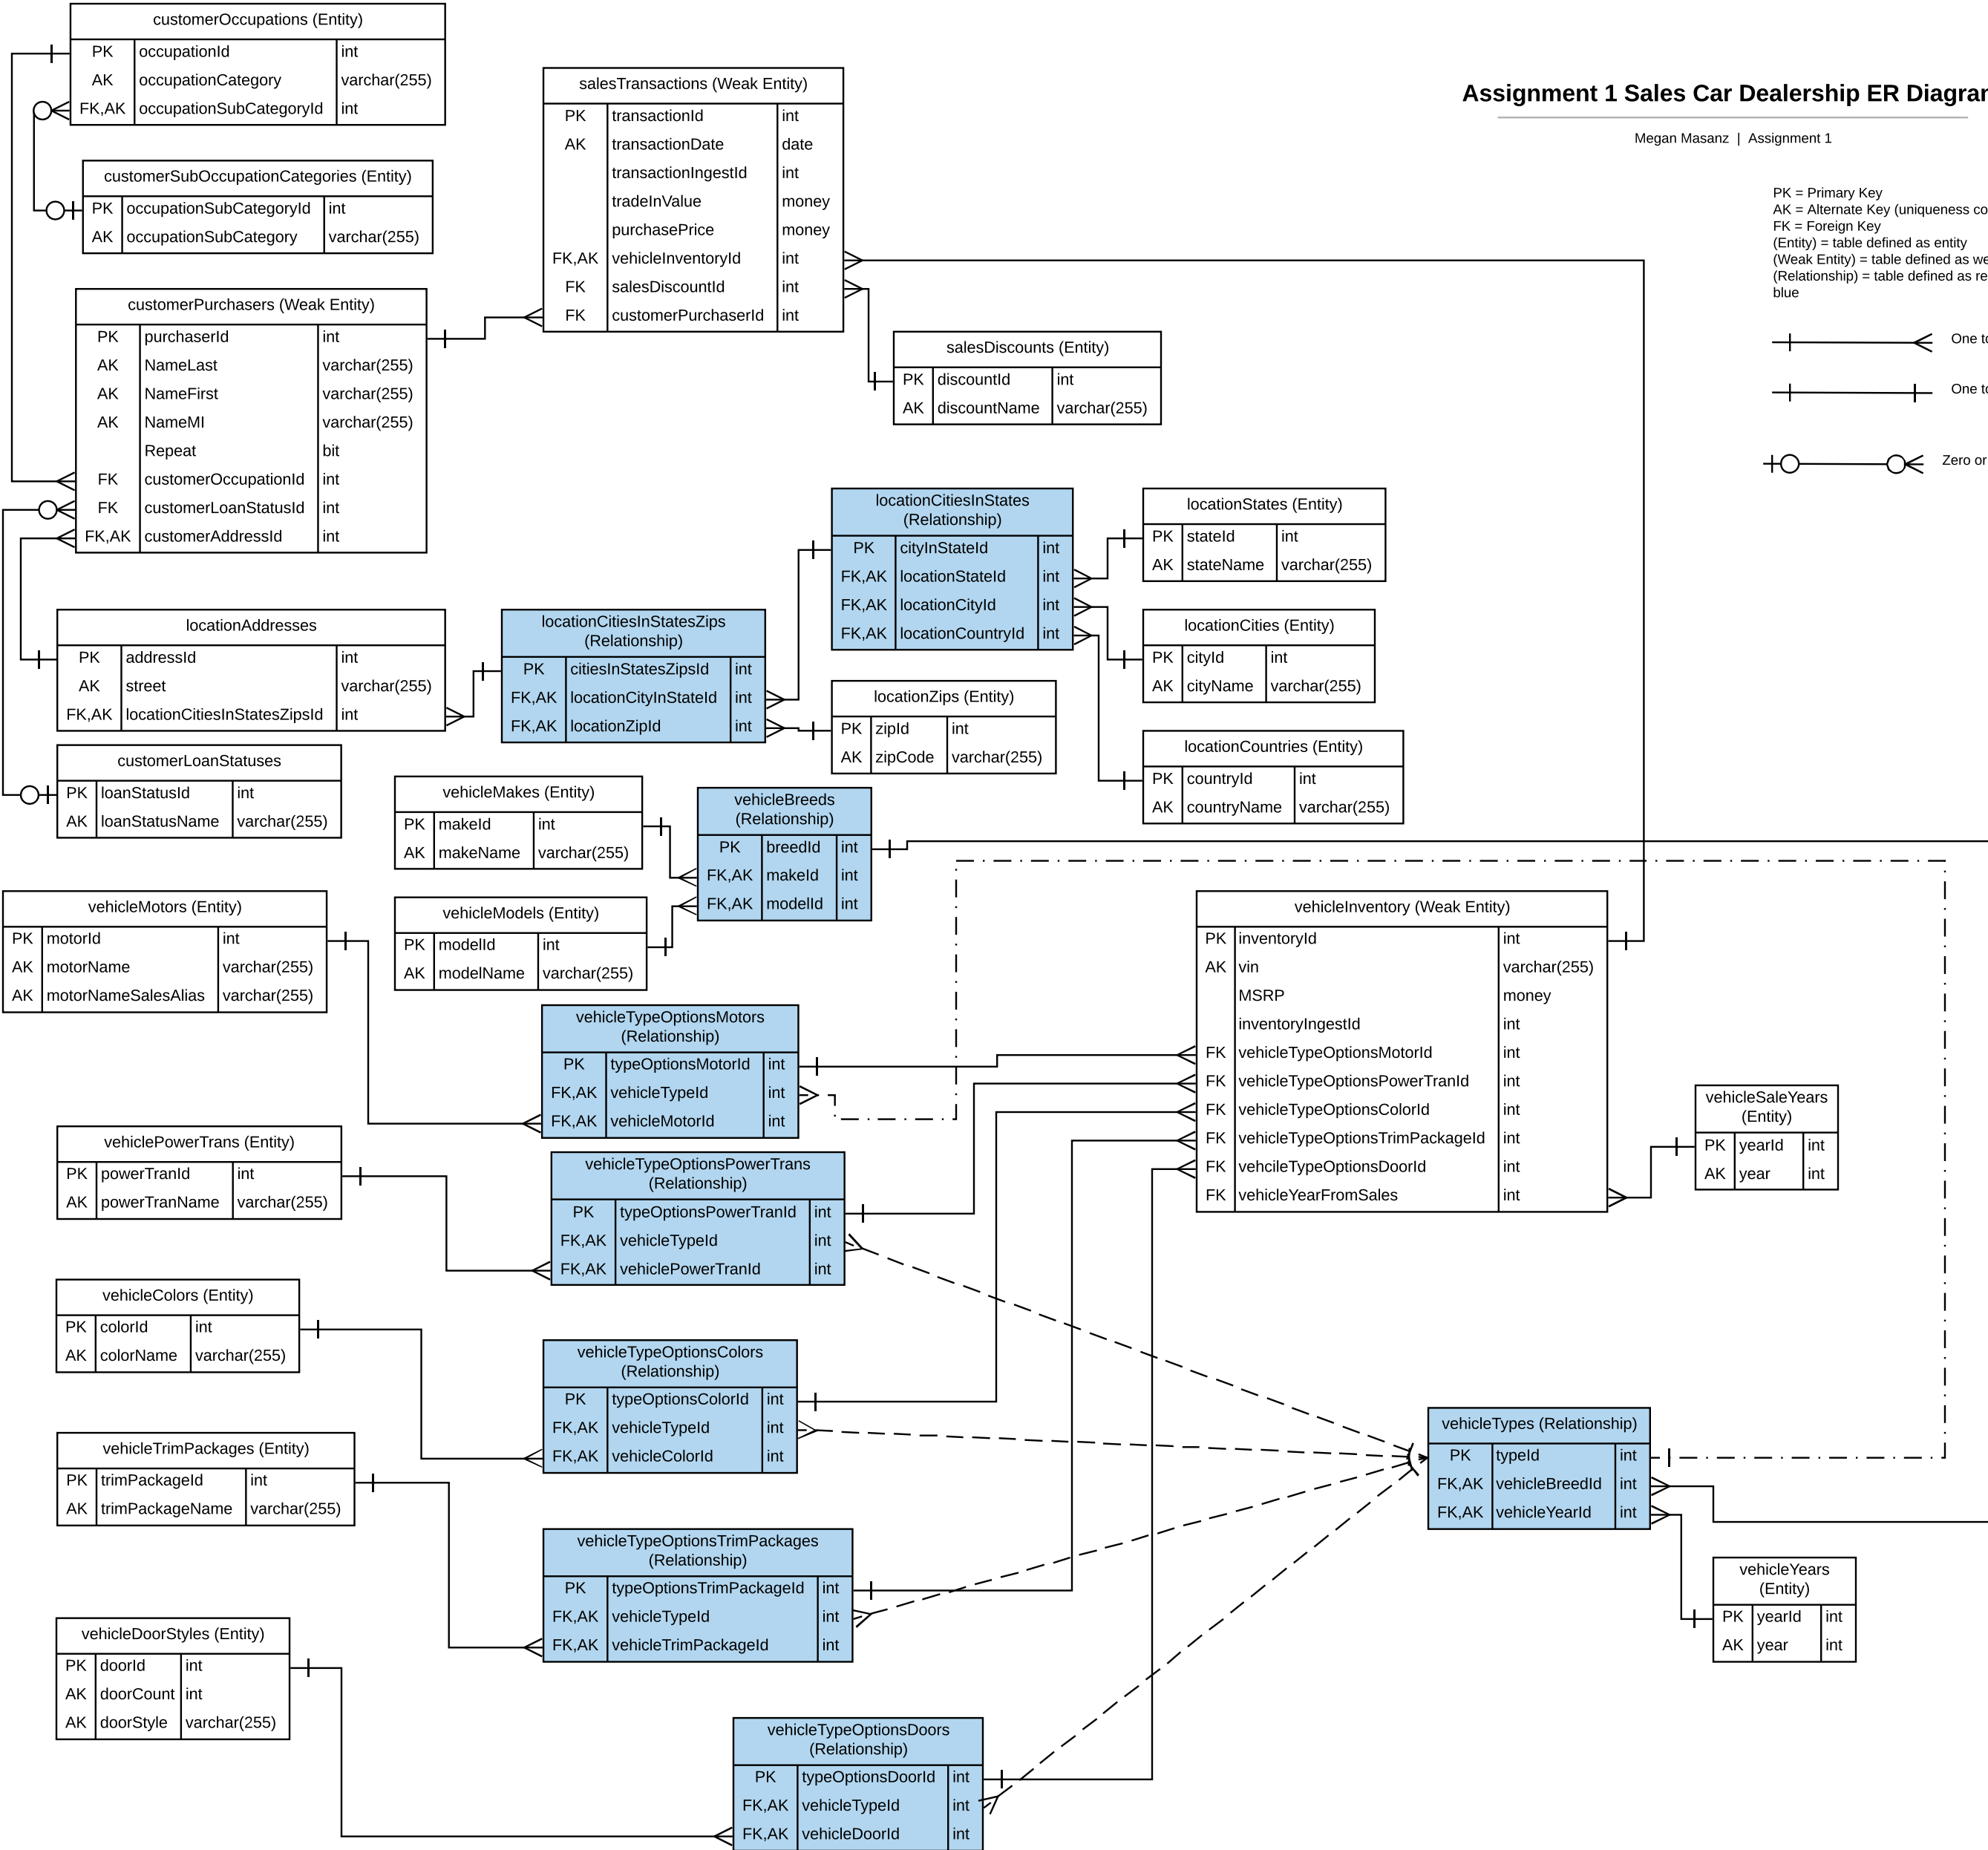 customerOccupations (Entity)
PK occupationId int
AK occupationCategory varchar(255)
FK,AK occupationSubCategoryId int
customerSubOccupationCategories (Entity)
PK occupationSubCategoryId int
AK occupationSubCategory varchar(255)
customerPurchasers (Weak Entity)
PK purchaserId int
AK NameLast varchar(255)
AK NameFirst varchar(255)
AK NameMI varchar(255)
Repeat bit
FK customerOccupationId int
FK customerLoanStatusId int
FK,AK customerAddressId int
salesTransactions (Weak Entity)
PK transactionId int
AK transactionDate date
transactionIngestId int
tradeInValue money
purchasePrice money
FK,AK vehicleInventoryId int
FK salesDiscountId int
FK customerPurchaserId int
salesDiscounts (Entity)
PK discountId int
AK discountName varchar(255)
Assignment 1 Sales Car Dealership ER
Megan Masanz | Assignment 1
PK = Primary Key
AK = Alternate Key (uniqueness
FK = Foreign Key
(Entity) = table defined as entity
(Weak Entity) = table defined as
(Relationship) = table defined as
blue
One
One
Zero or
locationAddresses
PK addressId int
AK street varchar(255)
FK,AK locationCitiesInStatesZipsId int
customerLoanStatuses
PK loanStatusId int
AK loanStatusName varchar(255)
locationCitiesInStatesZips
(Relationship)
PK citiesInStatesZipsId int
FK,AK locationCityInStateId int
FK,AK locationZipId int
locationCitiesInStates
(Relationship)
PK cityInStateId int
FK,AK locationStateId int
FK,AK locationCityId int
FK,AK locationCountryId int
locationZips (Entity)
PK zipId int
AK zipCode varchar(255)
locationStates (Entity)
PK stateId int
AK stateName varchar(255)
locationCities (Entity)
PK cityId int
AK cityName varchar(255)
locationCountries (Entity)
PK countryId int
AK countryName varchar(255)
vehicleMakes (Entity)
PK makeId int
AK makeName varchar(255)
vehicleModels (Entity)
PK modelId int
AK modelName varchar(255)
vehicleBreeds
(Relationship)
PK breedId int
FK,AK makeId int
FK,AK modelId int
vehicleMotors (Entity)
PK motorId int
AK motorName varchar(255)
AK motorNameSalesAlias varchar(255)
vehicleTypeOptionsMotors
(Relationship)
PK typeOptionsMotorId int
FK,AK vehicleTypeId int
FK,AK vehicleMotorId int
vehiclePowerTrans (Entity)
PK powerTranId int
AK powerTranName varchar(255)
vehicleTypeOptionsPowerTrans
(Relationship)
PK typeOptionsPowerTranId int
FK,AK vehicleTypeId int
FK,AK vehiclePowerTranId int
vehicleColors (Entity)
PK colorId int
AK colorName varchar(255)
vehicleTypeOptionsColors
(Relationship)
PK typeOptionsColorId int
FK,AK vehicleTypeId int
FK,AK vehicleColorId int
vehicleTrimPackages (Entity)
PK trimPackageId int
AK trimPackageName varchar(255)
vehicleTypeOptionsTrimPackages
(Relationship)
PK typeOptionsTrimPackageId int
FK,AK vehicleTypeId int
FK,AK vehicleTrimPackageId int
vehicleDoorStyles (Entity)
PK doorId int
AK doorCount int
AK doorStyle varchar(255)
vehicleTypeOptionsDoors
(Relationship)
PK typeOptionsDoorId int
FK,AK vehicleTypeId int
FK,AK vehicleDoorId int
vehicleInventory (Weak Entity)
PK inventoryId int
AK vin varchar(255)
MSRP money
inventoryIngestId int
FK vehicleTypeOptionsMotorId int
FK vehicleTypeOptionsPowerTranId int
FK vehicleTypeOptionsColorId int
FK vehicleTypeOptionsTrimPackageId int
FK vehcileTypeOptionsDoorId int
FK vehicleYearFromSales int
vehicleSaleYears
(Entity)
PK yearId int
AK year int
vehicleTypes (Relationship)
PK typeId int
FK,AK vehicleBreedId int
FK,AK vehicleYearId int
vehicleYears
(Entity)
PK yearId int
AK year int